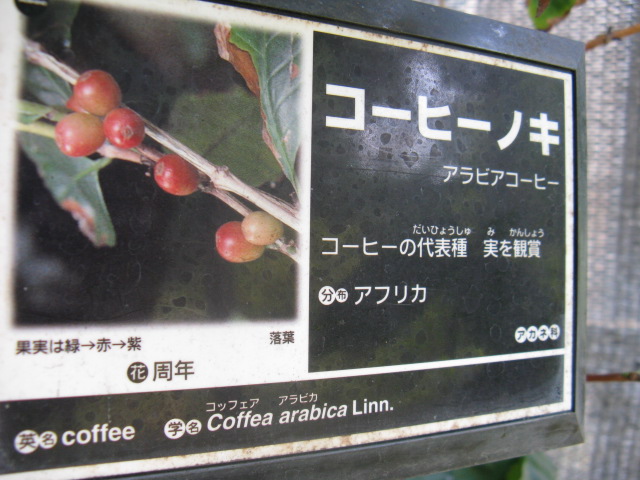 コーヒーノキ
アラビアコーヒー
だいひょうしゅ み かんしょう
コーヒーの代表種 実を観賞
分布 アフリカ
アカネ科
果実は緑→赤→紫 落葉
花 周年
コッフェア アラビカ
英名 coffee 学名 Coffea arabica Linn.